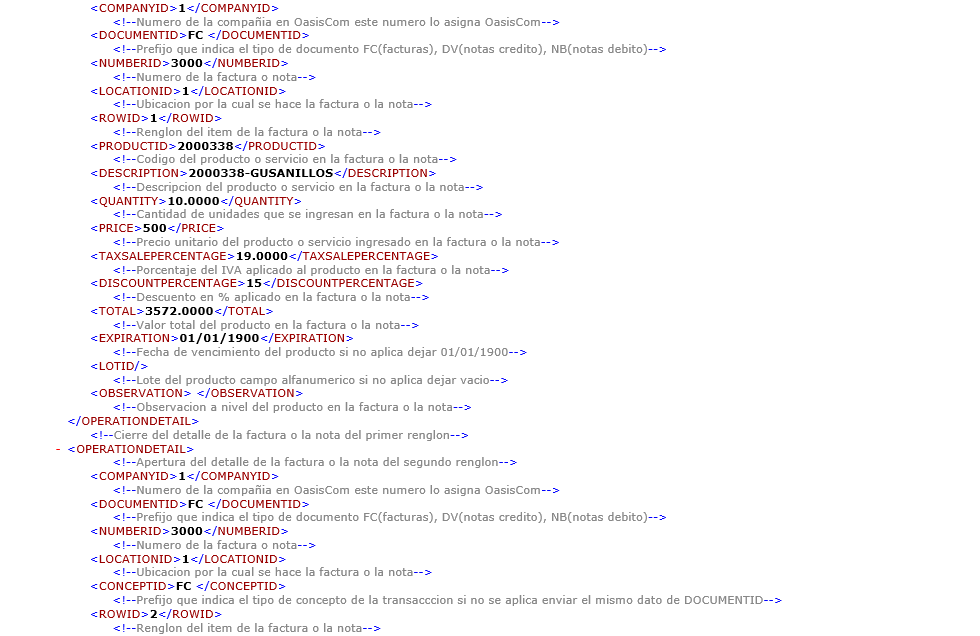 <COMPANYID>1</COMPANYID>
<!--Numero de la compañia en OasisCom este numero lo asigna OasisCom-->
<DOCUMENTID>FC </DOCUMENTID>
<!--Prefijo que indica el tipo de documento FC(facturas), DV(notas credito), NB(notas debito)-->
<NUMBERID>3000</NUMBERID>
<!--Numero de la factura o nota-->
<LOCATIONID>1</LOCATIONID>
<!--Ubicacion por la cual se hace la factura o la nota-->
<ROWID>1</ROWID>
<!--Renglon del item de la factura o la nota-->
<PRODUCTID>2000338</PRODUCTID>
<!--Codigo del producto o servicio en la factura o la nota-->
<DESCRIPTION>2000338-GUSANILLOS</DESCRIPTION>
<!--Descripcion del producto o servicio en la factura o la nota-->
<QUANTITY>10.0000</QUANTITY>
<!--Cantidad de unidades que se ingresan en la factura o la nota-->
<PRICE>500</PRICE>
<!--Precio unitario del producto o servicio ingresado en la factura o la nota-->
<TAXSALEPERCENTAGE>19.0000</TAXSALEPERCENTAGE>
<!--Porcentaje del IVA aplicado al producto en la factura o la nota-->
<DISCOUNTPERCENTAGE>15</DISCOUNTPERCENTAGE>
<!--Descuento en % aplicado en la factura o la nota-->
<TOTAL>3572.0000</TOTAL>
<!--Valor total del producto en la factura o la nota-->
<EXPIRATION>01/01/1900</EXPIRATION>
<!--Fecha de vencimiento del producto si no aplica dejar 01/01/1900-->
<LOTID/>
<!--Lote del producto campo alfanumerico si no aplica dejar vacio-->
<OBSERVATION> </OBSERVATION>
<!--Observacion a nivel del producto en la factura o la nota-->
</OPERATIONDETAIL>
<!--Cierre del detalle de la factura o la nota del primer renglon-->
- <OPERATIONDETAIL>
<!--Apertura del detalle de la factura o la nota del segundo renglon-->
<COMPANYID>1</COMPANYID>
<!--Numero de la compañia en OasisCom este numero lo asigna OasisCom-->
<DOCUMENTID>FC </DOCUMENTID>
<!--Prefijo que indica el tipo de documento FC(facturas), DV(notas credito), NB(notas debito)-->
<NUMBERID>3000</NUMBERID>
<!--Numero de la factura o nota-->
<LOCATIONID>1</LOCATIONID>
<!--Ubicacion por la cual se hace la factura o la nota-->
<CONCEPTID>FC </CONCEPTID>
<!--Prefijo que indica el tipo de concepto de la transacccion si no se aplica enviar el mismo dato de DOCUMENTID-->
<ROWID>2</ROWID>
<!--Renglon del item de la factura o la nota-->